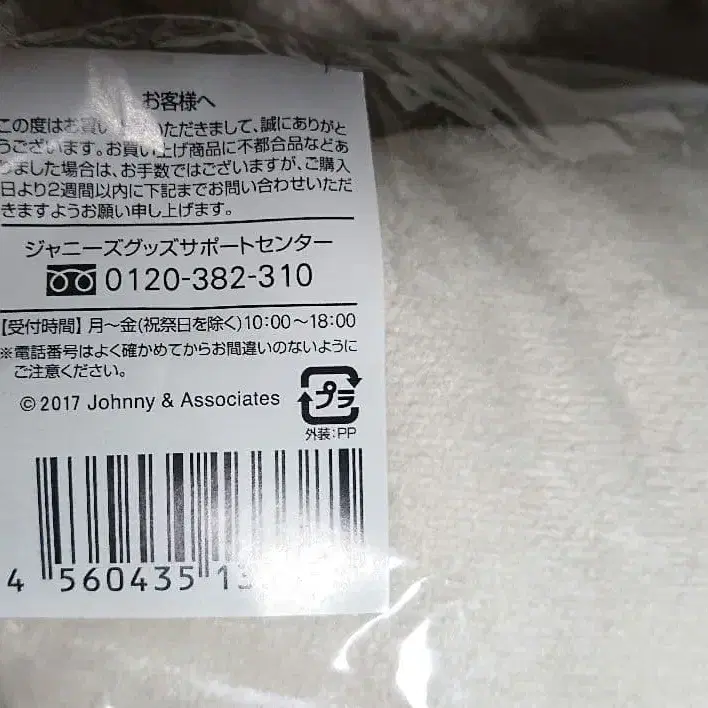 お客様へ
この度はお買い いただきまして、誠にありがと
うございます。お買い上げ商品に不都合品などあ
りました場合は、お手数ではございますが、ご購入
日より2週間以内に下記までお問い合わせいただ
きますようお願い申し上げます。
ジャニーズグッズサポートセンター
0120-382-310
【受付時間】月～金(祝祭日を除く)10:00～18:00
※電話番号はよく確かめてからお間違いのないように
ご注意ください。
© 2017 Johnny & Associates
プラ
外装:PP
4 560435 13